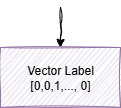 Vector Label
[0,0,1,..., 0]